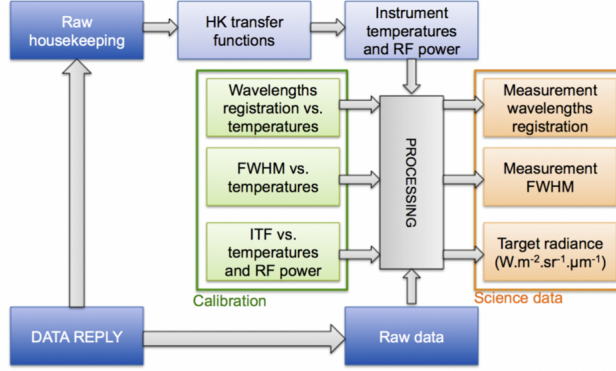 Raw
housekeeping
HK transfer
functions
Instrument
temperatures
and RF power
Wavelengths
registration vs.
temperatures
FWHM vs.
temperatures
ITF vs.
temperatures
and RF power
Calibration
PROCESSING
Measurement
wavelengths
registration
Measurement
FWHM
Target radiance
(W.m⁻².sr⁻¹.µm⁻¹)
Science data
DATA REPLY
Raw data